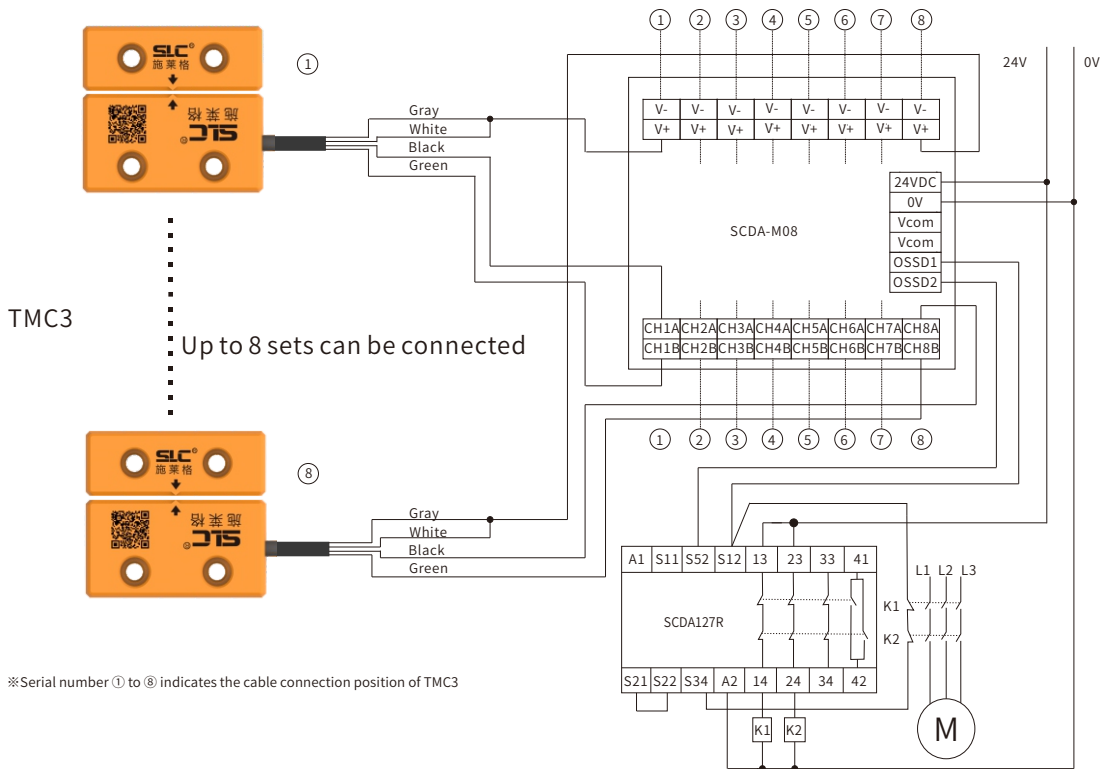 ① ② ③ ④ ⑤ ⑥ ⑦ ⑧
24V 0V
SLC®
施莱格
①
施莱格
SLC®
Gray
White
Black
Green
V- V- V- V- V- V- V- V-
V+ V+ V+ V+ V+ V+ V+ V+
24VDC
0V
Vcom
Vcom
OSSD1
OSSD2
SCDA-M08
TMC3
Up to 8 sets can be connected
CH1A CH2A CH3A CH4A CH5A CH6A CH7A CH8A
CH1B CH2B CH3B CH4B CH5B CH6B CH7B CH8B
① ② ③ ④ ⑤ ⑥ ⑦ ⑧
SLC®
施莱格
⑧
施莱格
SLC®
Gray
White
Black
Green
A1 S11 S52 S12 13 23 33 41
L1 L2 L3
K1
K2
SCDA127R
S21 S22 S34 A2 14 24 34 42
K1 K2
M
※Serial number ① to ⑧ indicates the cable connection position of TMC3